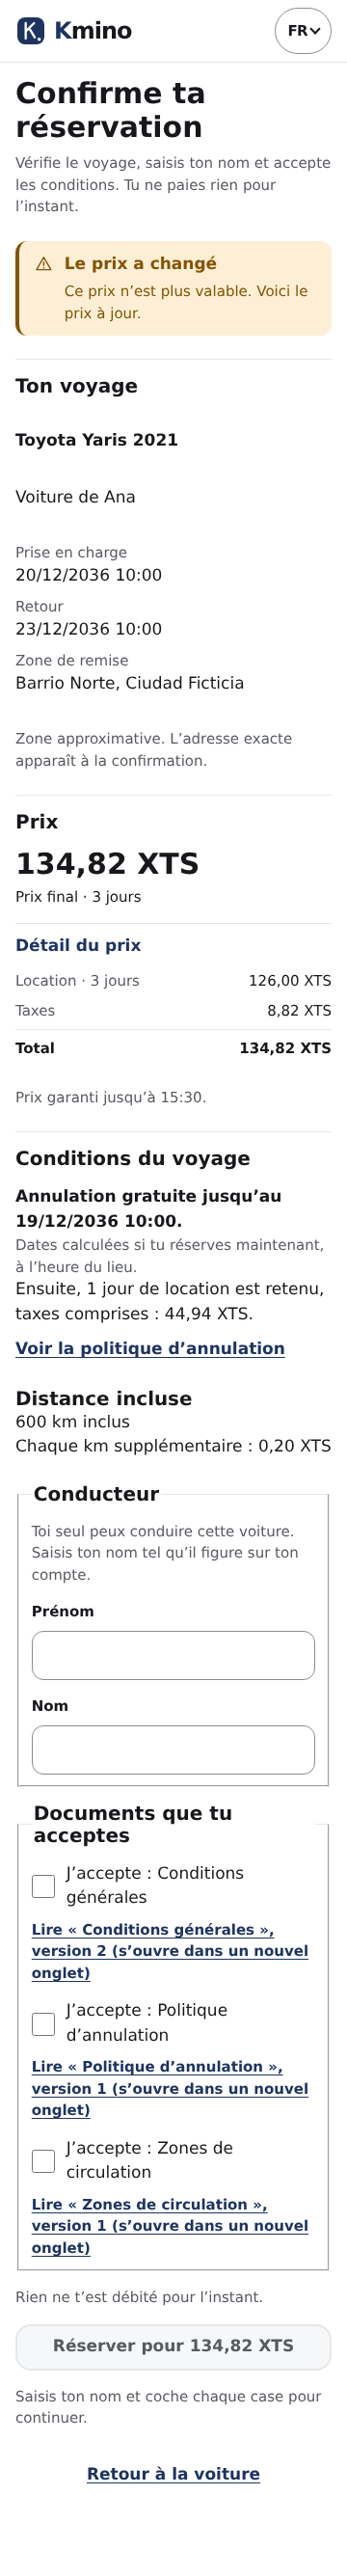 Kmino
FR
Confirme ta
réservation
Vérifie le voyage, saisis ton nom et accepte
les conditions. Tu ne paies rien pour
l’instant.
Le prix a changé
Ce prix n’est plus valable. Voici le
prix à jour.
Ton voyage
Toyota Yaris 2021
Voiture de Ana
Prise en charge
20/12/2036 10:00
Retour
23/12/2036 10:00
Zone de remise
Barrio Norte, Ciudad Ficticia
Zone approximative. L’adresse exacte
apparaît à la confirmation.
Prix
134,82 XTS
Prix final · 3 jours
Détail du prix
Location · 3 jours 126,00 XTS
Taxes 8,82 XTS
Total 134,82 XTS
Prix garanti jusqu’à 15:30.
Conditions du voyage
Annulation gratuite jusqu’au
19/12/2036 10:00.
Dates calculées si tu réserves maintenant,
à l’heure du lieu.
Ensuite, 1 jour de location est retenu,
taxes comprises : 44,94 XTS.
Voir la politique d’annulation
Distance incluse
600 km inclus
Chaque km supplémentaire : 0,20 XTS
Conducteur
Toi seul peux conduire cette voiture.
Saisis ton nom tel qu’il figure sur ton
compte.
Prénom
Nom
Documents que tu
acceptes
J’accepte : Conditions
générales
Lire « Conditions générales »,
version 2 (s’ouvre dans un nouvel
onglet)
J’accepte : Politique
d’annulation
Lire « Politique d’annulation »,
version 1 (s’ouvre dans un nouvel
onglet)
J’accepte : Zones de
circulation
Lire « Zones de circulation »,
version 1 (s’ouvre dans un nouvel
onglet)
Rien ne t’est débité pour l’instant.
Réserver pour 134,82 XTS
Saisis ton nom et coche chaque case pour
continuer.
Retour à la voiture